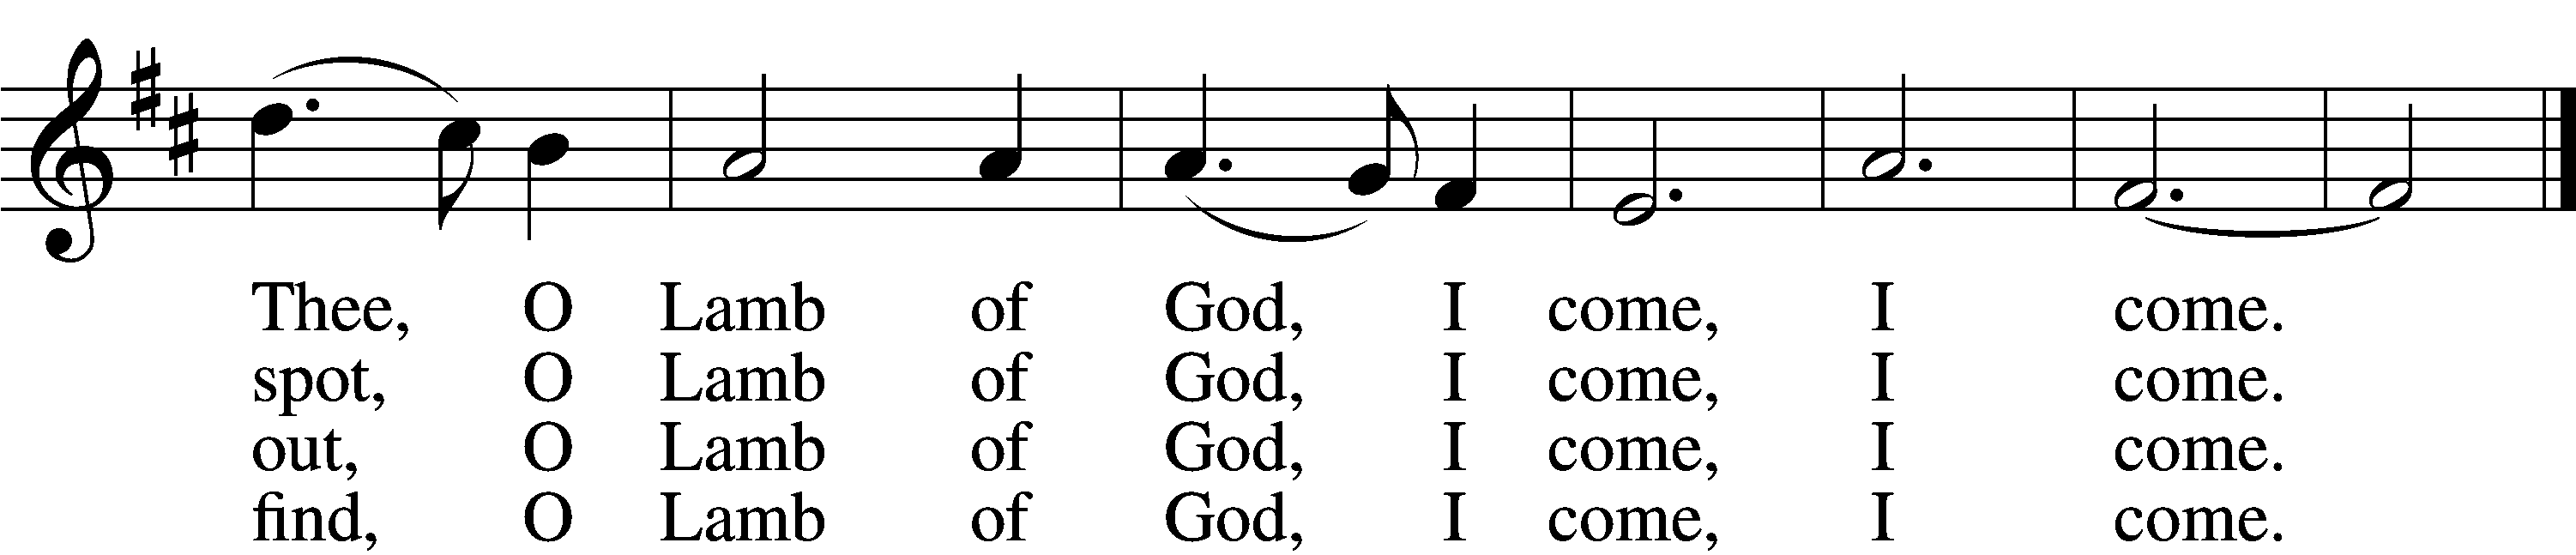 Thee, O Lamb of God, I come, I come.
spot, O Lamb of God, I come, I come.
out, O Lamb of God, I come, I come.
find, O Lamb of God, I come, I come.